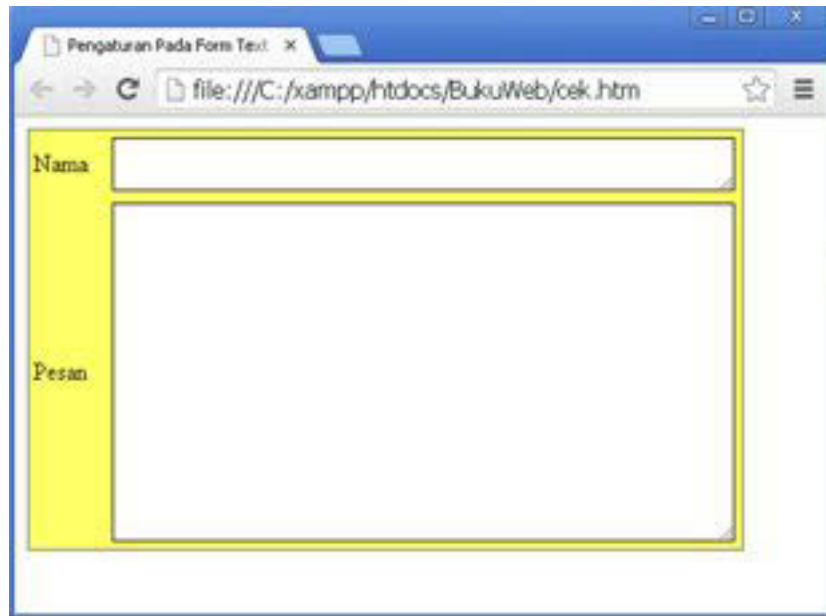 Pengaturan Pada Form Text
file:///C:/xampp/htdocs/BukuWeb/cek.htm
Nama
Pesan